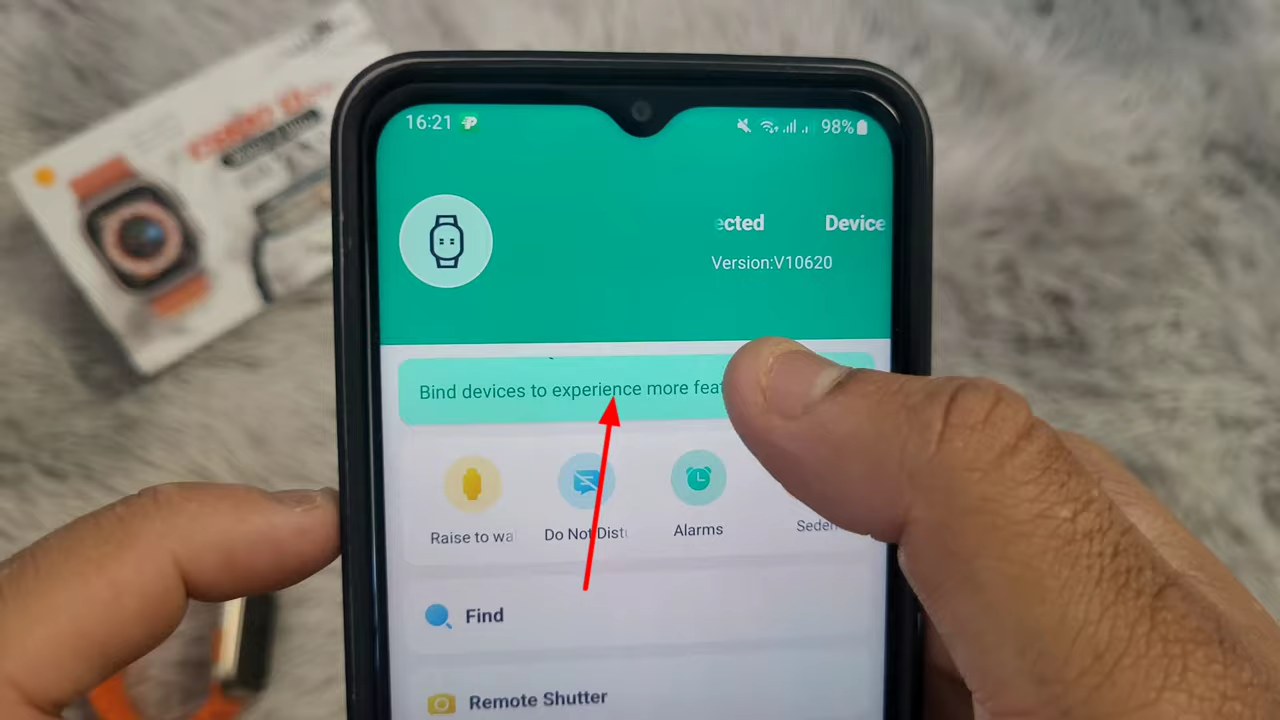 16:21
98%
ected Device
Version:V10620
Bind devices to experience more feat
Raise to wa
Do Not Distu
Alarms
Seden
Find
Remote Shutter